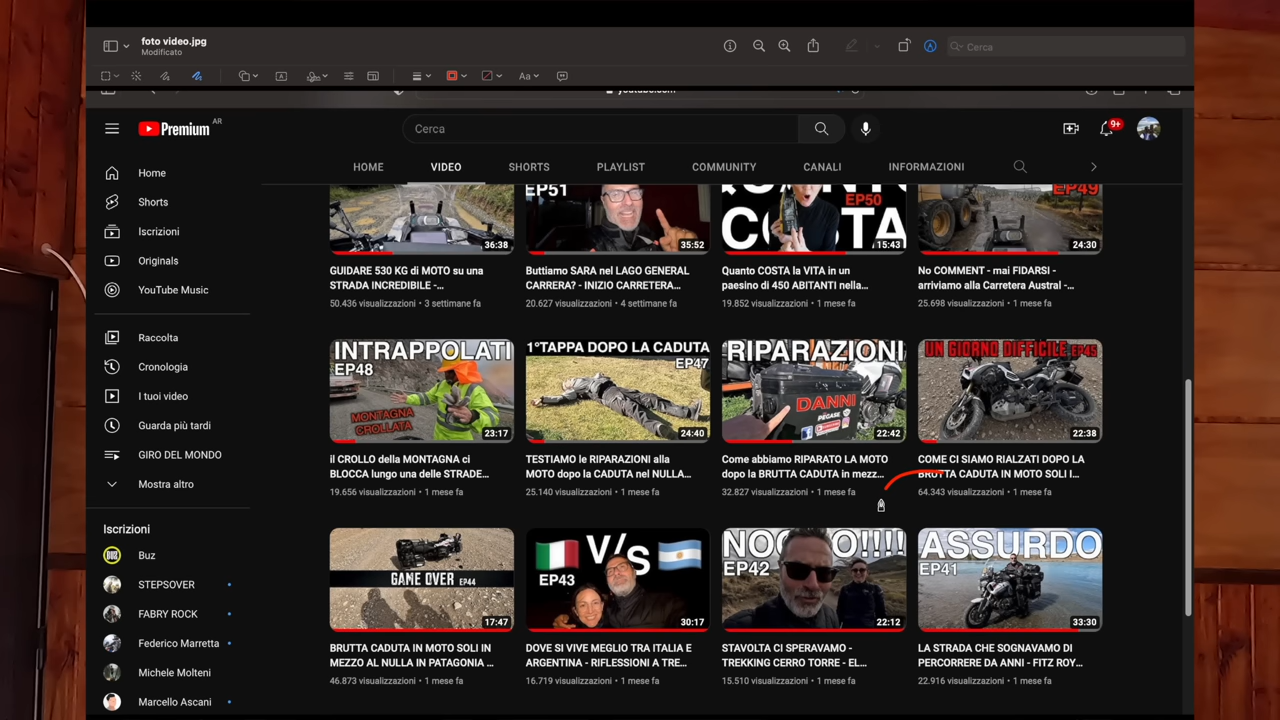 foto video.jpg
Modificato
Cerca
Aa
Premium AR
Cerca
9+
HOME VIDEO SHORTS PLAYLIST COMMUNITY CANALI INFORMAZIONI
Home
Shorts
Iscrizioni
Originals
YouTube Music
Raccolta
Cronologia
I tuoi video
Guarda più tardi
GIRO DEL MONDO
Mostra altro
Iscrizioni
Buz
STEPSOVER
FABRY ROCK
Federico Marretta
Michele Molteni
Marcello Ascani
36:38
GUIDARE 530 KG di MOTO su una
STRADA INCREDIBILE -...
50.436 visualizzazioni • 3 settimane fa
EP51
35:52
Buttiamo SARA nel LAGO GENERAL
CARRERA? - INIZIO CARRETERA...
20.627 visualizzazioni • 4 settimane fa
EP50
COSTA
15:43
Quanto COSTA la VITA in un
paesino di 450 ABITANTI nella...
19.852 visualizzazioni • 1 mese fa
EP49
24:30
No COMMENT - mai FIDARSI -
arriviamo alla Carretera Austral -...
25.698 visualizzazioni • 1 mese fa
INTRAPPOLATI
EP48
MONTAGNA
CROLLATA
23:17
il CROLLO della MONTAGNA ci
BLOCCA lungo una delle STRADE...
19.656 visualizzazioni • 1 mese fa
1°TAPPA DOPO LA CADUTA
EP47
24:40
TESTIAMO le RIPARAZIONI alla
MOTO dopo la CADUTA nel NULLA...
25.140 visualizzazioni • 1 mese fa
RIPARAZIONI
DANNI
PEGASE
22:42
Come abbiamo RIPARATO LA MOTO
dopo la BRUTTA CADUTA in mezz...
32.827 visualizzazioni • 1 mese fa
UN GIORNO DIFFICILE EP45
22:38
COME CI SIAMO RIALZATI DOPO LA
BRUTTA CADUTA IN MOTO SOLI I...
64.343 visualizzazioni • 1 mese fa
GAME OVER EP44
17:47
BRUTTA CADUTA IN MOTO SOLI IN
MEZZO AL NULLA IN PATAGONIA ...
46.873 visualizzazioni • 1 mese fa
V/s
EP43
30:17
DOVE SI VIVE MEGLIO TRA ITALIA E
ARGENTINA - RIFLESSIONI A TRE...
16.719 visualizzazioni • 1 mese fa
EP42
22:12
STAVOLTA CI SPERAVAMO -
TREKKING CERRO TORRE - EL...
15.510 visualizzazioni • 1 mese fa
ASSURDO
EP41
33:30
LA STRADA CHE SOGNAVAMO DI
PERCORRERE DA ANNI - FITZ ROY...
22.916 visualizzazioni • 1 mese fa